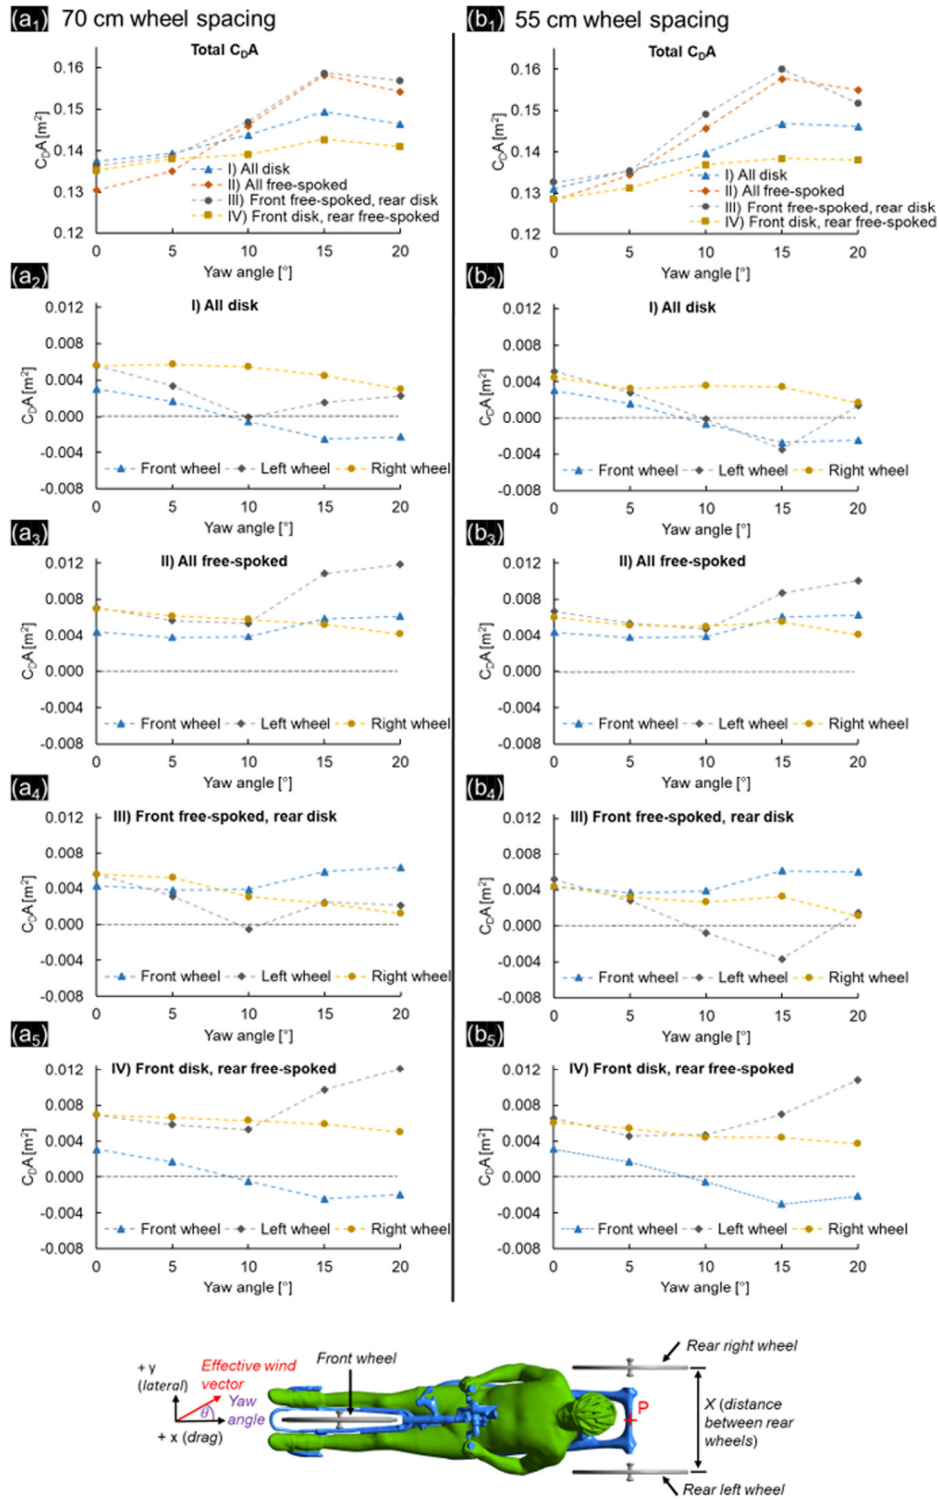 (a₁) 70 cm wheel spacing
Total C_DA
C_DA [m²]
0.16
0.15
0.14
0.13
0.12
I) All disk
II) All free-spoked
III) Front free-spoked, rear disk
IV) Front disk, rear free-spoked
0 5 10 15 20
Yaw angle [°]
(a₂)
I) All disk
C_DA [m²]
0.012
0.008
0.004
0.000
-0.004
-0.008
Front wheel Left wheel Right wheel
0 5 10 15 20
Yaw angle [°]
(a₃)
II) All free-spoked
C_DA [m²]
0.012
0.008
0.004
0.000
-0.004
-0.008
Front wheel Left wheel Right wheel
0 5 10 15 20
Yaw angle [°]
(a₄)
III) Front free-spoked, rear disk
C_DA [m²]
0.012
0.008
0.004
0.000
-0.004
-0.008
Front wheel Left wheel Right wheel
0 5 10 15 20
Yaw angle [°]
(a₅)
IV) Front disk, rear free-spoked
C_DA [m²]
0.012
0.008
0.004
0.000
-0.004
-0.008
Front wheel Left wheel Right wheel
0 5 10 15 20
Yaw angle [°]
(b₁) 55 cm wheel spacing
Total C_DA
C_DA [m²]
0.16
0.15
0.14
0.13
0.12
I) All disk
II) All free-spoked
III) Front free-spoked, rear disk
IV) Front disk, rear free-spoked
0 5 10 15 20
Yaw angle [°]
(b₂)
I) All disk
C_DA [m²]
0.012
0.008
0.004
0.000
-0.004
-0.008
Front wheel Left wheel Right wheel
0 5 10 15 20
Yaw angle [°]
(b₃)
II) All free-spoked
C_DA [m²]
0.012
0.008
0.004
0.000
-0.004
-0.008
Front wheel Left wheel Right wheel
0 5 10 15 20
Yaw angle [°]
(b₄)
III) Front free-spoked, rear disk
C_DA [m²]
0.012
0.008
0.004
0.000
-0.004
-0.008
Front wheel Left wheel Right wheel
0 5 10 15 20
Yaw angle [°]
(b₅)
IV) Front disk, rear free-spoked
C_DA [m²]
0.012
0.008
0.004
0.000
-0.004
-0.008
Front wheel Left wheel Right wheel
0 5 10 15 20
Yaw angle [°]
+ y
(lateral)
Effective wind
vector
Yaw
angle
θ
+ x (drag)
Front wheel
P
Rear right wheel
X (distance
between rear
wheels)
Rear left wheel